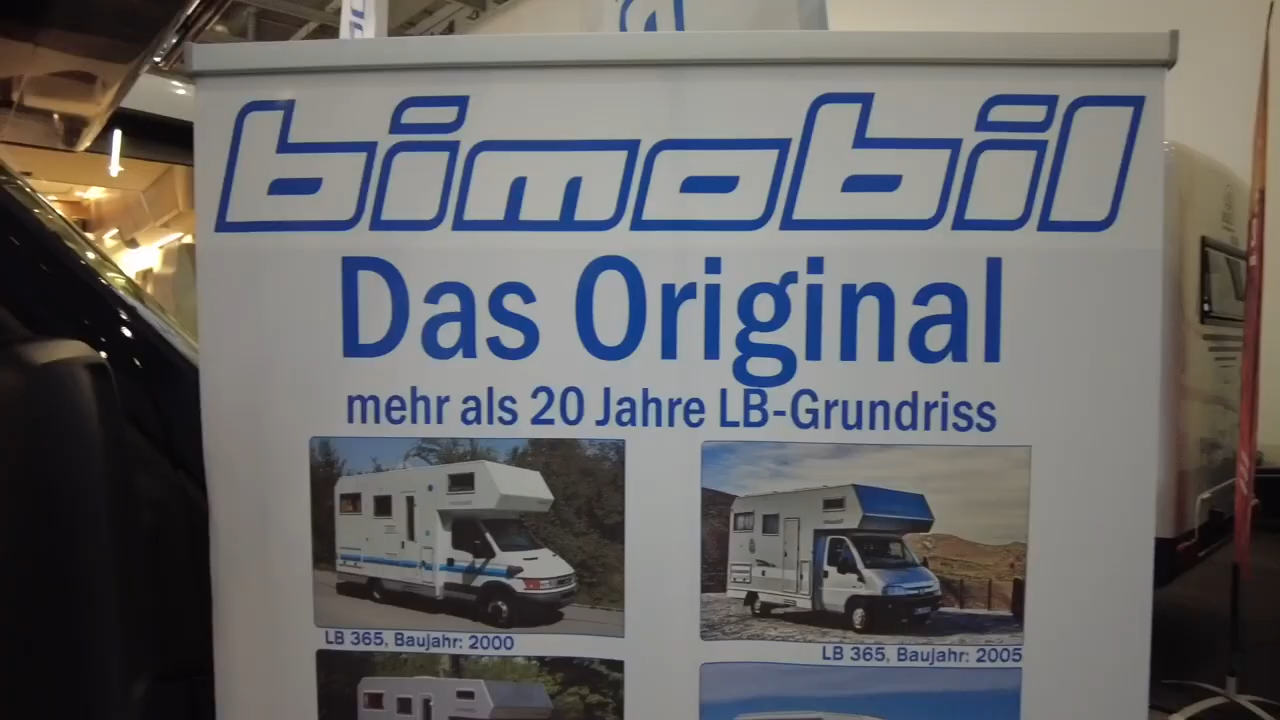 bimobil
Das Original
mehr als 20 Jahre LB-Grundriss
LB 365, Baujahr: 2000
LB 365, Baujahr: 2005